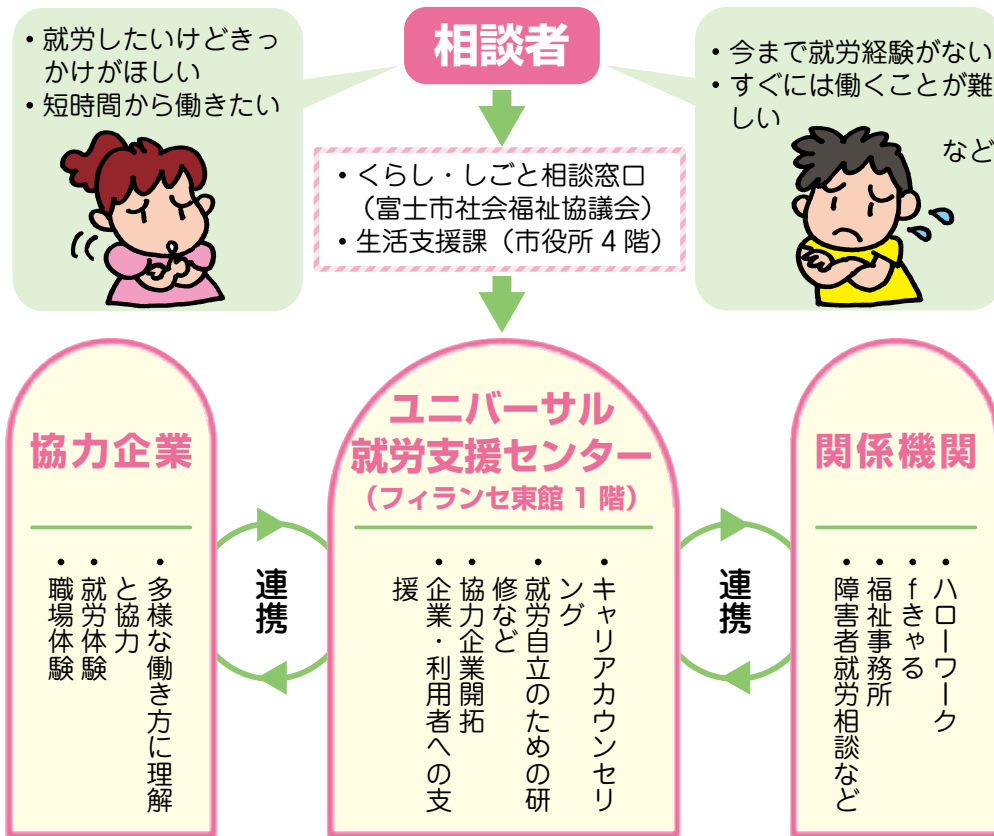 ・就労したいけどきっ
かけがほしい
・短時間から働きたい
相談者
・今まで就労経験がない
・すぐには働くことが難
しい
など
・くらし・しごと相談窓口
（富士市社会福祉協議会）
・生活支援課（市役所 4 階）
協力企業
・多様な働き方に理解
と協力
・就労体験
・職場体験
連携
ユニバーサル
就労支援センター
（フィランセ東館 1 階）
・キャリアカウンセリ
ング
・就労自立のための研
修など
・協力企業開拓
・企業・利用者への支
援
連携
関係機関
・ハローワーク
・fきゃる
・福祉事務所
・障害者就労相談など